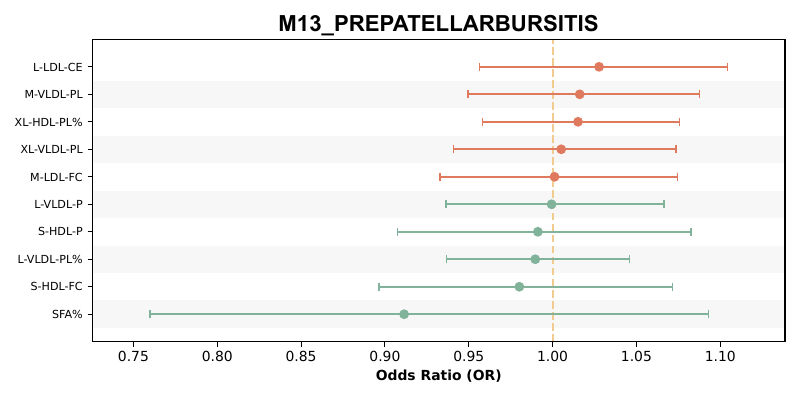 M13_PREPATELLARBURSITIS
L-LDL-CE
M-VLDL-PL
XL-HDL-PL%
XL-VLDL-PL
M-LDL-FC
L-VLDL-P
S-HDL-P
L-VLDL-PL%
S-HDL-FC
SFA%
0.75 0.80 0.85 0.90 0.95 1.00 1.05 1.10
Odds Ratio (OR)